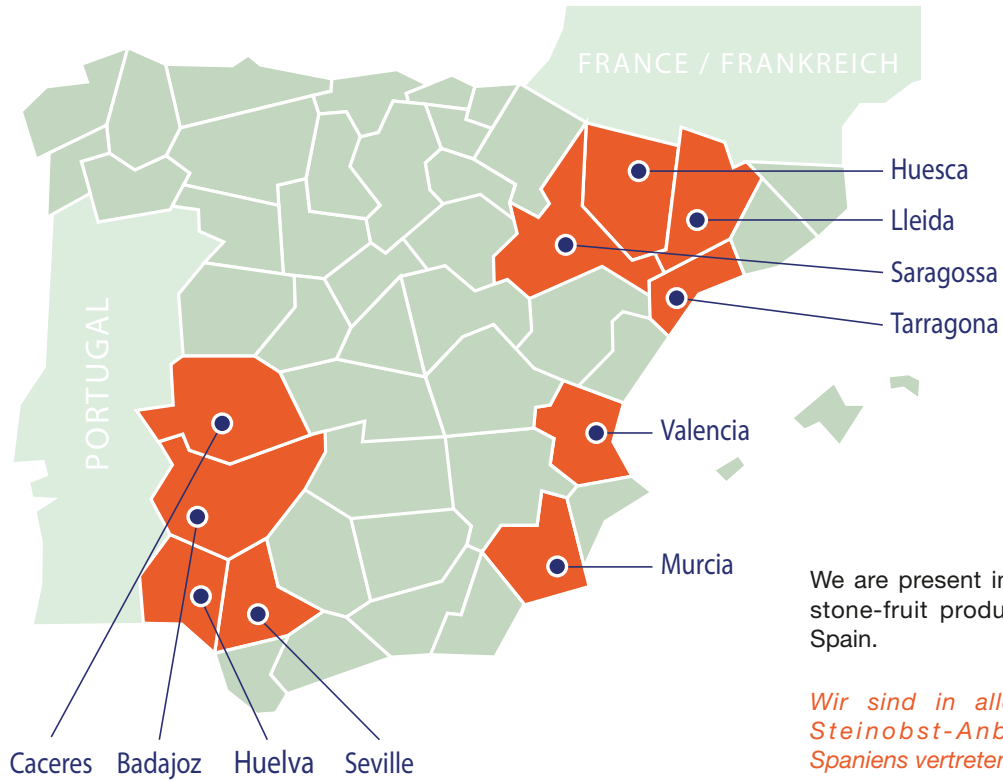 FRANCE / FRANKREICH
PORTUGAL
Huesca
Lleida
Saragossa
Tarragona
Valencia
Murcia
Caceres Badajoz Huelva Seville
We are present in
stone-fruit produ
Spain.
Wir sind in all
Steinobst-Anb
Spaniens vertreten